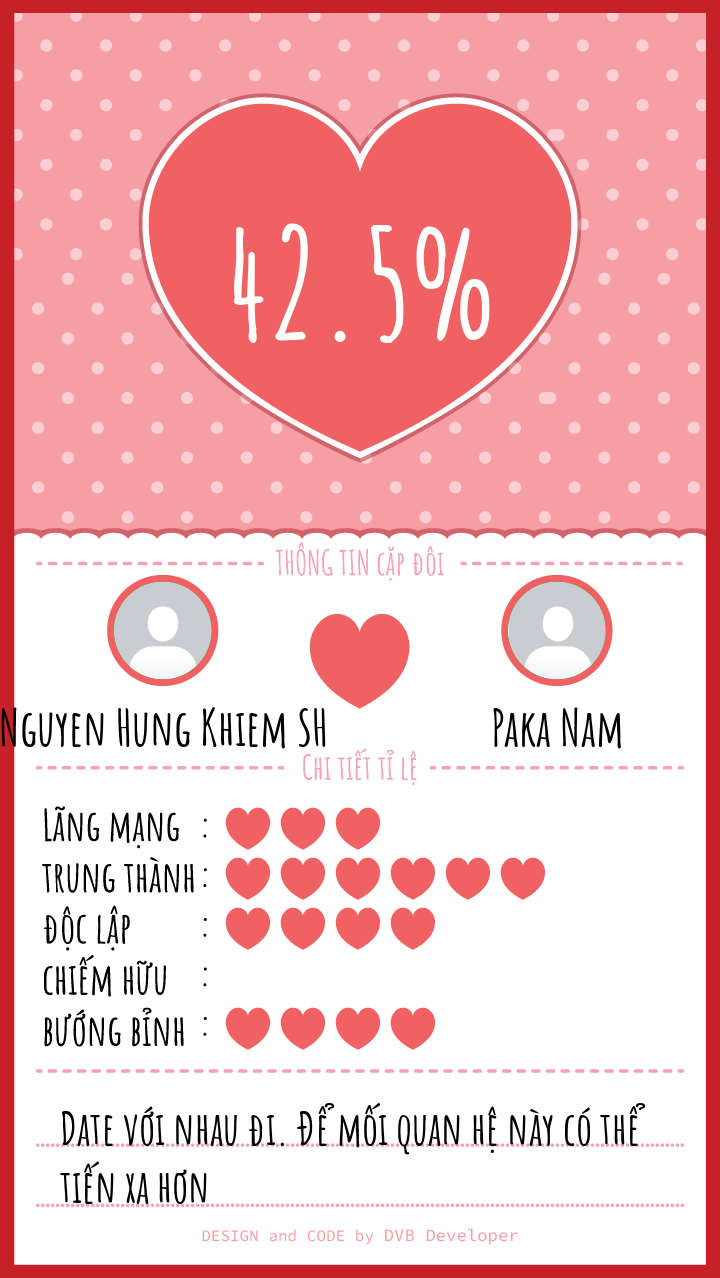 42.5%
THÔNG TIN CẶP ĐÔI
NGUYEN HUNG KHIEM SH
PAKA NAM
CHI TIẾT TỈ LỆ
LÃNG MẠNG :
TRUNG THÀNH :
ĐỘC LẬP :
CHIẾM HỮU :
BƯỚNG BỈNH :
DATE VỚI NHAU ĐI. ĐỂ MỐI QUAN HỆ NÀY CÓ THỂ
TIẾN XA HƠN
DESIGN and CODE by DVB Developer